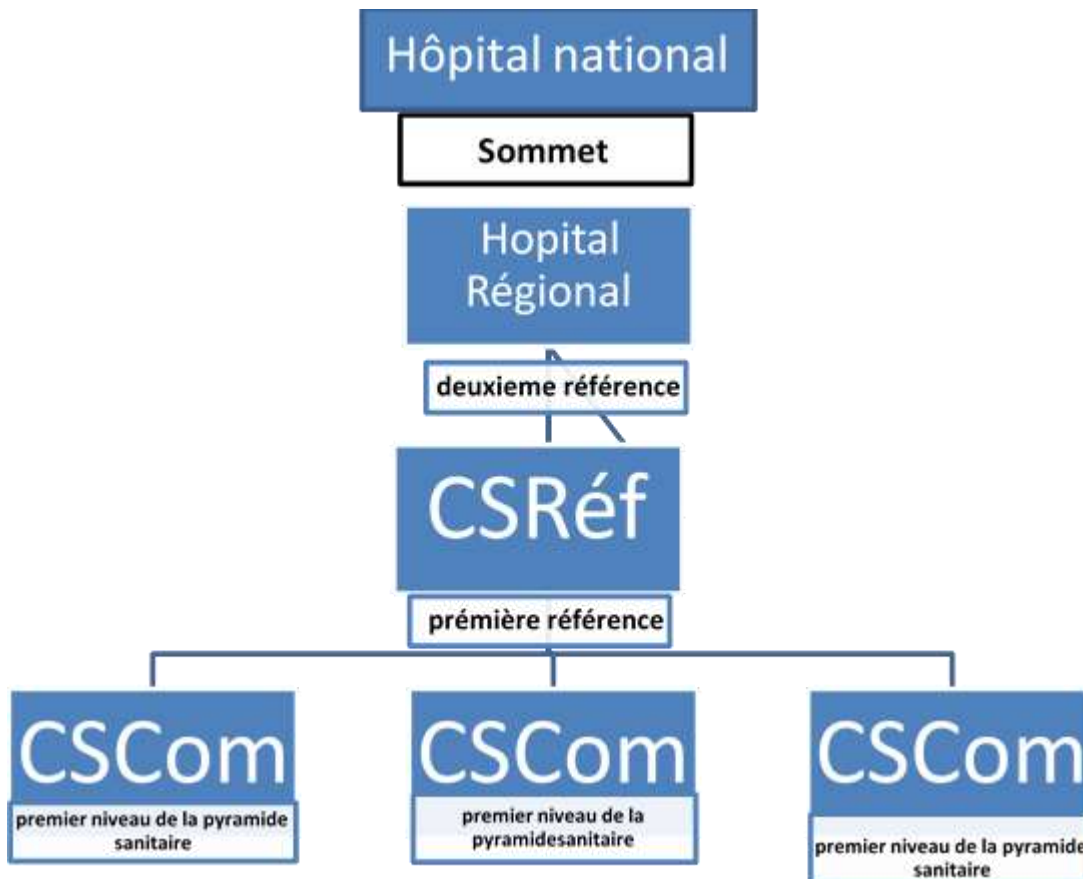 Hôpital national
Sommet
Hopital
Régional
deuxieme référence
CSRéf
prémière référence
CSCom
premier niveau de la pyramide
sanitaire
CSCom
premier niveau de la
pyramidesanitaire
CSCom
premier niveau de la pyramide
sanitaire